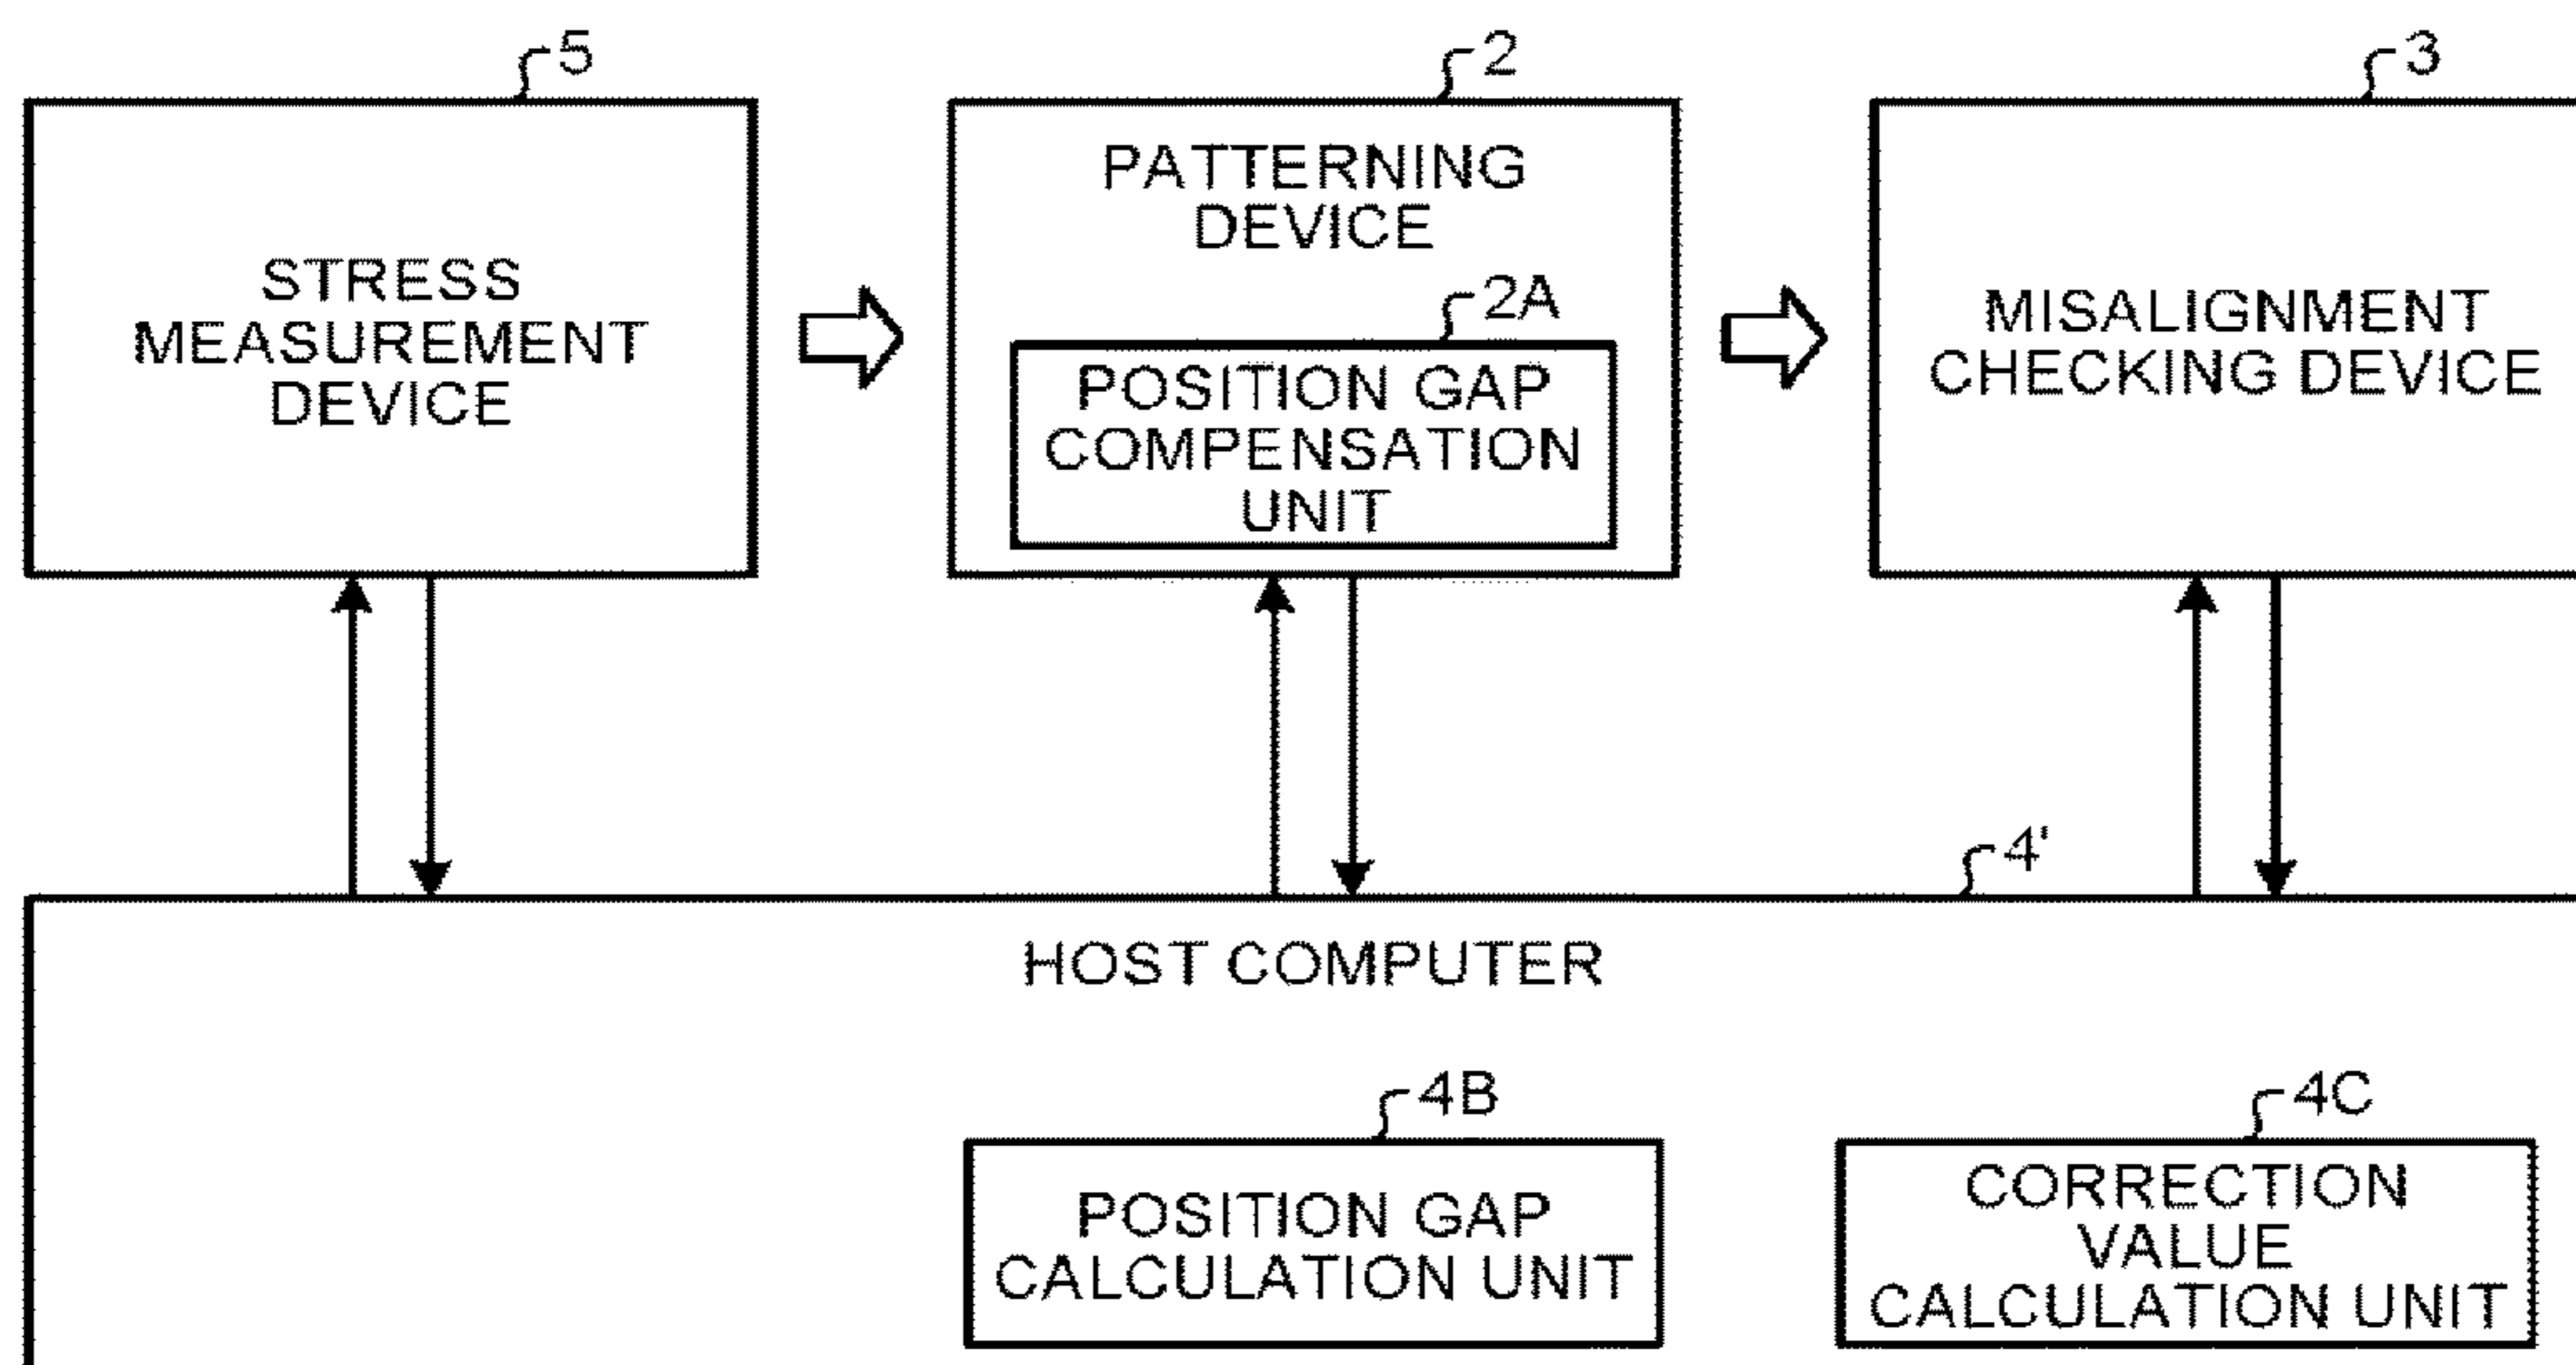 5
2
3
PATTERNING
DEVICE
STRESS
MEASUREMENT
DEVICE
2A
POSITION GAP
COMPENSATION
UNIT
MISALIGNMENT
CHECKING DEVICE
4'
HOST COMPUTER
4B
4C
POSITION GAP
CALCULATION UNIT
CORRECTION
VALUE
CALCULATION UNIT